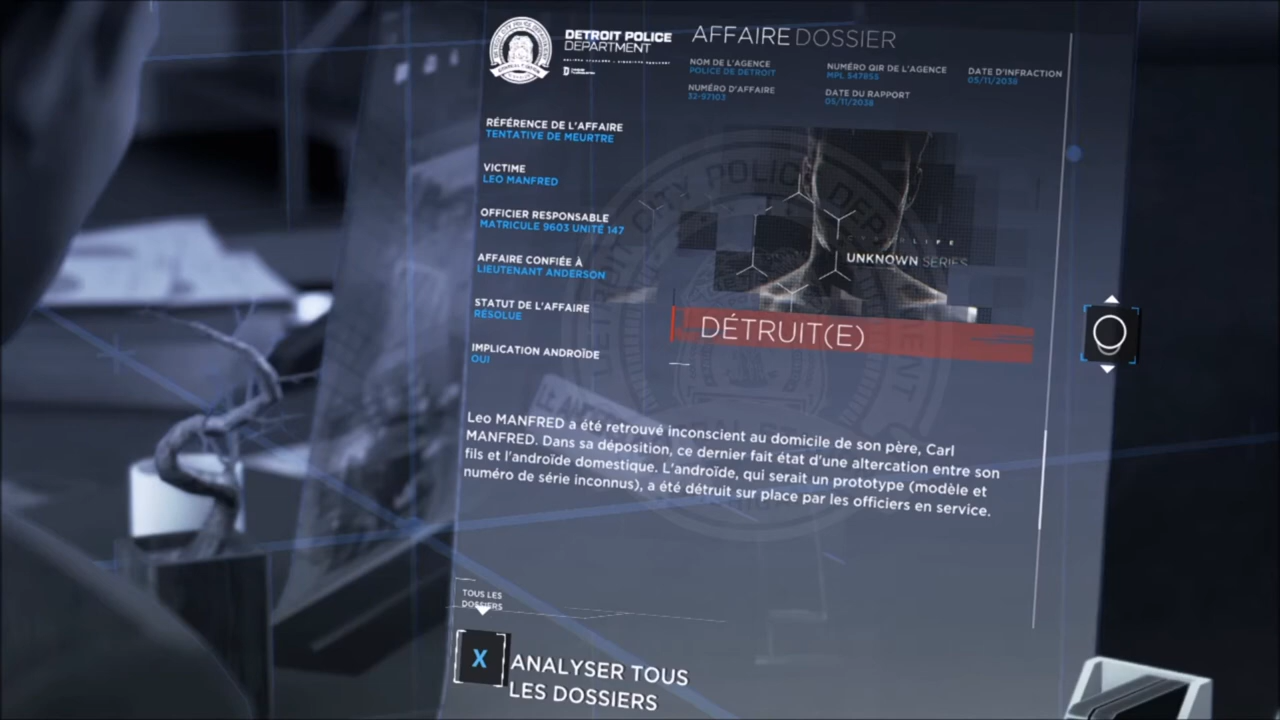 DETROIT POLICE
DEPARTMENT
AFFAIRE DOSSIER
NOM DE L'AGENCE
POLICE DE DETROIT
NUMÉRO D'AFFAIRE
32-97103
NUMÉRO QIR DE L'AGENCE
MPL 547855
DATE DU RAPPORT
05/11/2038
DATE D'INFRACTION
05/11/2038
RÉFÉRENCE DE L'AFFAIRE
TENTATIVE DE MEURTRE
VICTIME
LEO MANFRED
OFFICIER RESPONSABLE
MATRICULE 9603 UNITÉ 147
AFFAIRE CONFIÉE À
LIEUTENANT ANDERSON
STATUT DE L'AFFAIRE
RÉSOLUE
IMPLICATION ANDROÏDE
OUI
UNKNOWN SERIES
DÉTRUIT(E)
Leo MANFRED a été retrouvé inconscient au domicile de son père, Carl
MANFRED. Dans sa déposition, ce dernier fait état d'une altercation entre son
fils et l'androïde domestique. L'androïde, qui serait un prototype (modèle et
numéro de série inconnus), a été détruit sur place par les officiers en service.
TOUS LES
DOSSIERS
X
ANALYSER TOUS
LES DOSSIERS